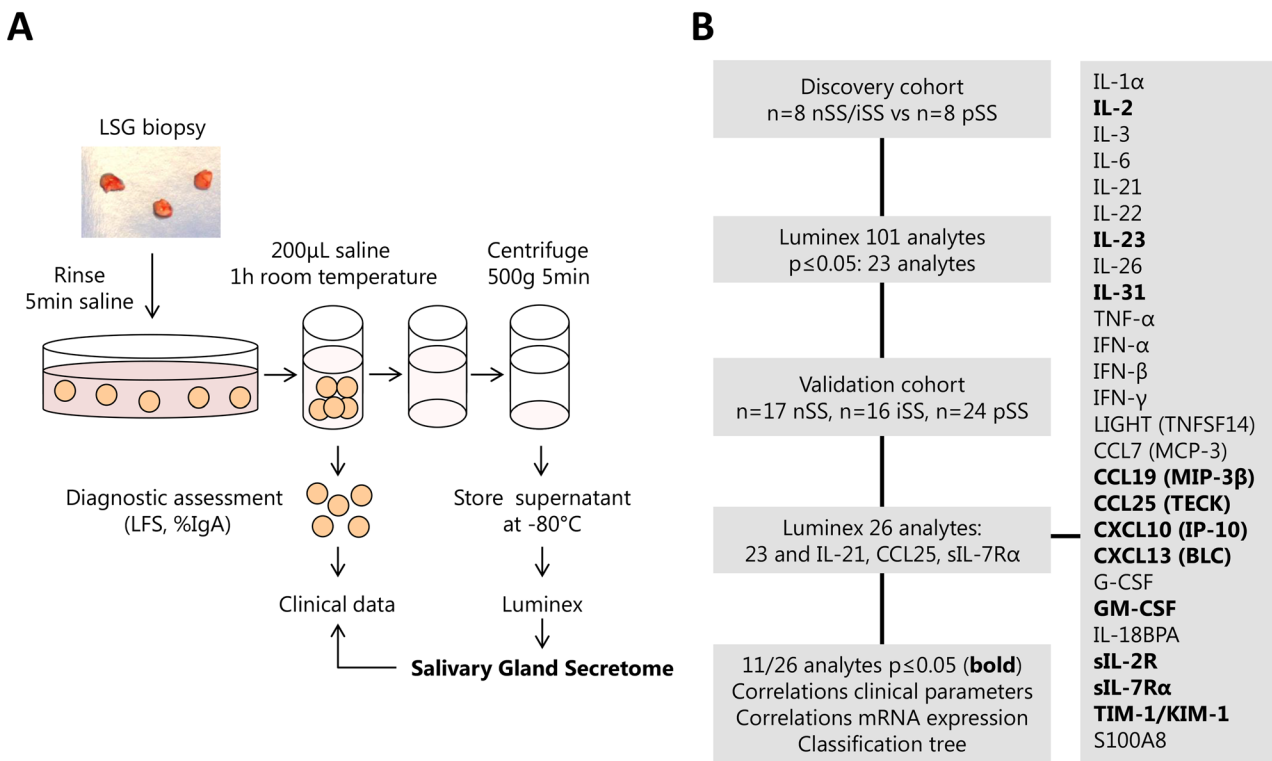 A
LSG biopsy
Rinse
5min saline
200µL saline
1h room temperature
Centrifuge
500g 5min
Diagnostic assessment
(LFS, %IgA)
Store supernatant
at -80°C
Clinical data
Luminex
Salivary Gland Secretome
B
Discovery cohort
n=8 nSS/iSS vs n=8 pSS
Luminex 101 analytes
p≤0.05: 23 analytes
Validation cohort
n=17 nSS, n=16 iSS, n=24 pSS
Luminex 26 analytes:
23 and IL-21, CCL25, sIL-7Rα
11/26 analytes p≤0.05 (bold)
Correlations clinical parameters
Correlations mRNA expression
Classification tree
IL-1α
IL-2
IL-3
IL-6
IL-21
IL-22
IL-23
IL-26
IL-31
TNF-α
IFN-α
IFN-β
IFN-γ
LIGHT (TNFSF14)
CCL7 (MCP-3)
CCL19 (MIP-3β)
CCL25 (TECK)
CXCL10 (IP-10)
CXCL13 (BLC)
G-CSF
GM-CSF
IL-18BPA
sIL-2R
sIL-7Rα
TIM-1/KIM-1
S100A8